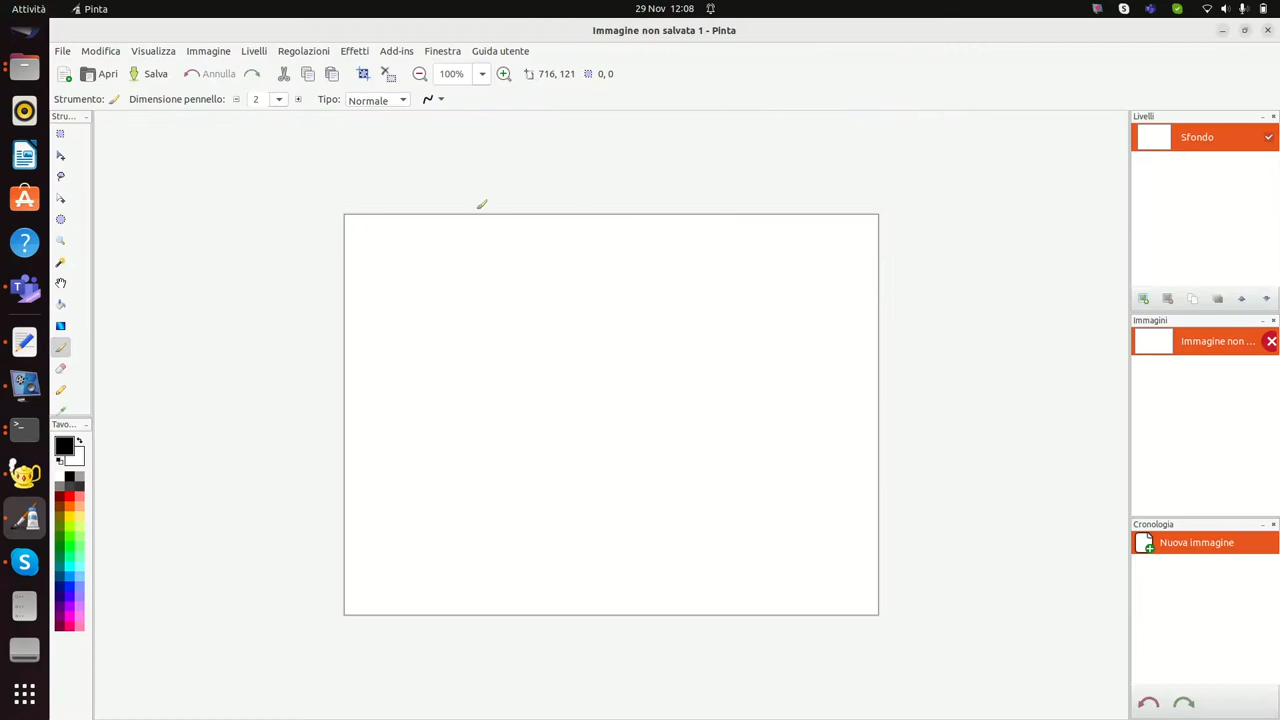 Attività Pinta 29 Nov 12:08
Immagine non salvata 1 - Pinta
File Modifica Visualizza Immagine Livelli Regolazioni Effetti Add-ins Finestra Guida utente
Apri Salva Annulla 100% 716, 121 0, 0
Strumento: Dimensione pennello: 2 Tipo: Normale
Stru...
Livelli
Sfondo
Immagini
Immagine non ...
Tavo...
Cronologia
Nuova immagine